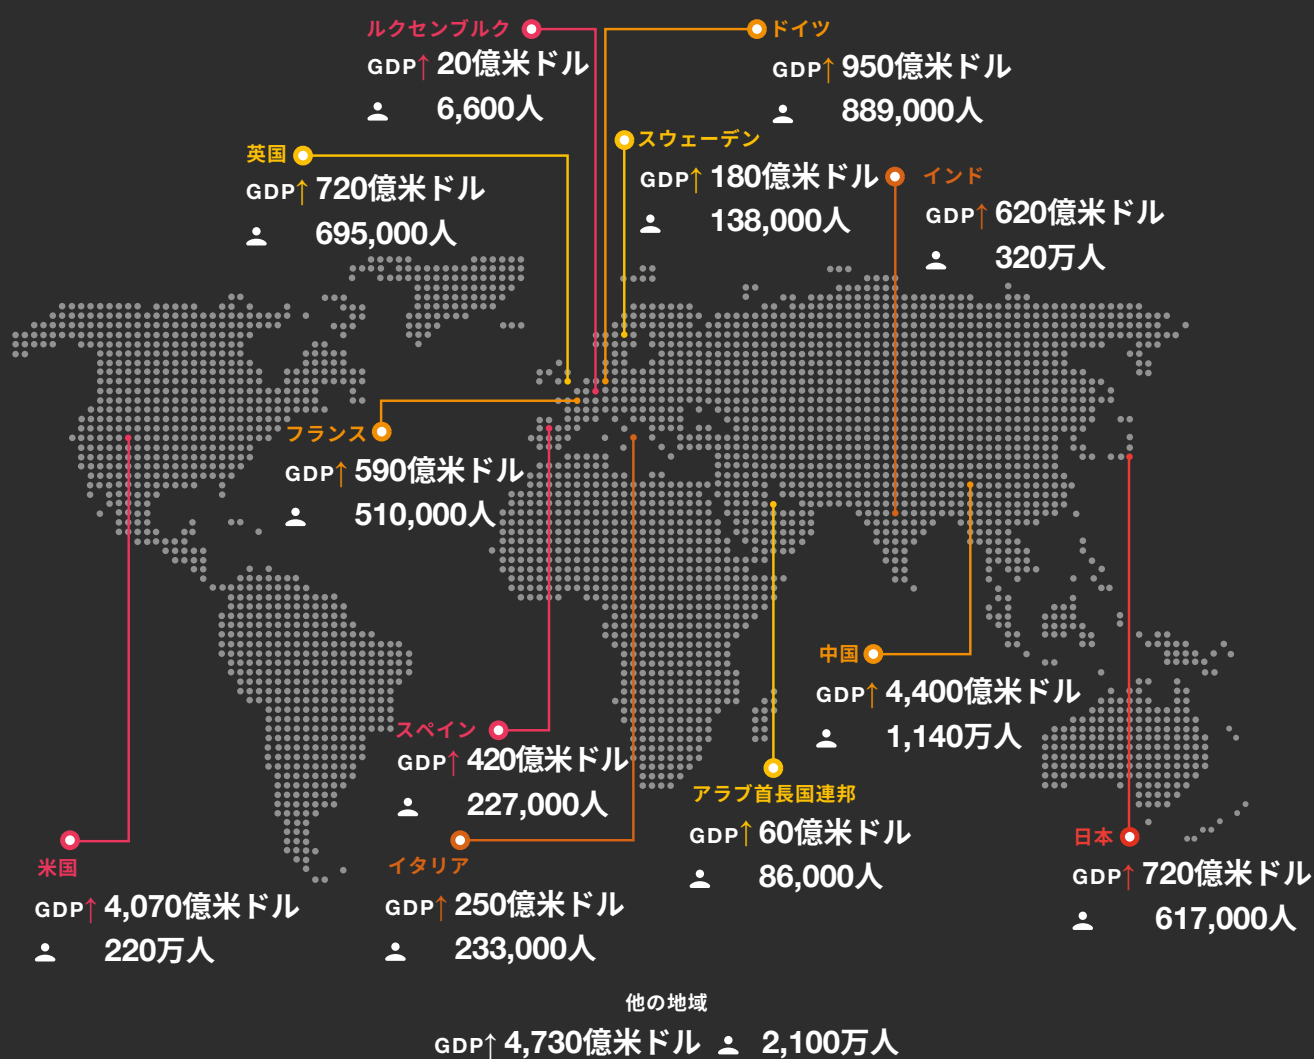 ルクセンブルク
GDP↑ 20億米ドル
6,600人
ドイツ
GDP↑ 950億米ドル
889,000人
英国
GDP↑ 720億米ドル
695,000人
スウェーデン
GDP↑ 180億米ドル
138,000人
インド
GDP↑ 620億米ドル
320万人
フランス
GDP↑ 590億米ドル
510,000人
中国
GDP↑ 4,400億米ドル
1,140万人
スペイン
GDP↑ 420億米ドル
227,000人
アラブ首長国連邦
GDP↑ 60億米ドル
86,000人
日本
GDP↑ 720億米ドル
617,000人
米国
GDP↑ 4,070億米ドル
220万人
イタリア
GDP↑ 250億米ドル
233,000人
他の地域
GDP↑ 4,730億米ドル 2,100万人